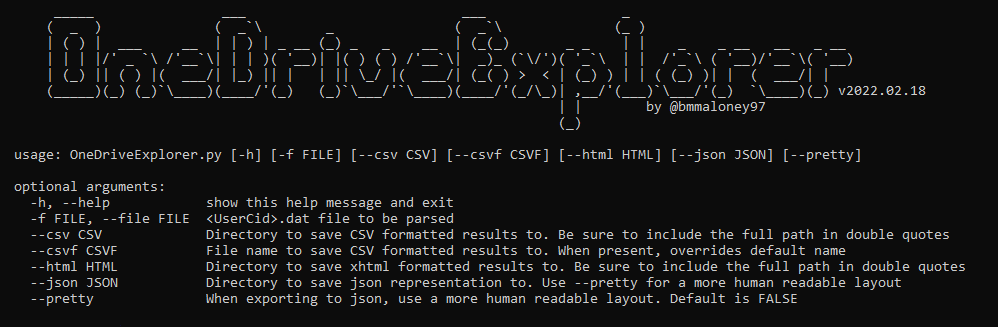 OneDriveExplorer
v2022.02.18
by @bmmaloney97
usage: OneDriveExplorer.py [-h] [-f FILE] [--csv CSV] [--csvf CSVF] [--html HTML] [--json JSON] [--pretty]
optional arguments:
-h, --help show this help message and exit
-f FILE, --file FILE <UserCid>.dat file to be parsed
--csv CSV Directory to save CSV formatted results to. Be sure to include the full path in double quotes
--csvf CSVF File name to save CSV formatted results to. When present, overrides default name
--html HTML Directory to save xhtml formatted results to. Be sure to include the full path in double quotes
--json JSON Directory to save json representation to. Use --pretty for a more human readable layout
--pretty When exporting to json, use a more human readable layout. Default is FALSE